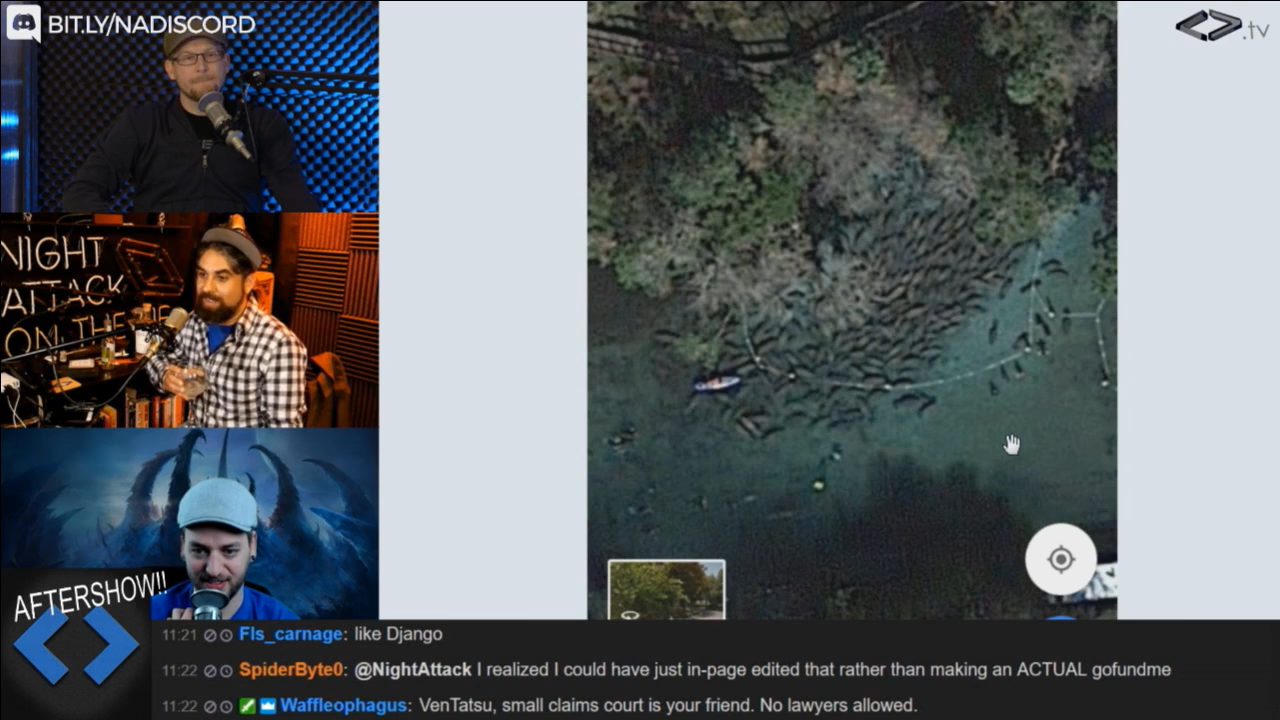 BIT.LY/NADISCORD
.tv
NIGHT
ATTACK
ON THE
AFTERSHOW!!
11:21 Fls_carnage: like Django
11:22 SpiderByte0: @NightAttack I realized I could have just in-page edited that rather than making an ACTUAL gofundme
11:22 Waffleophagus: VenTatsu, small claims court is your friend. No lawyers allowed.